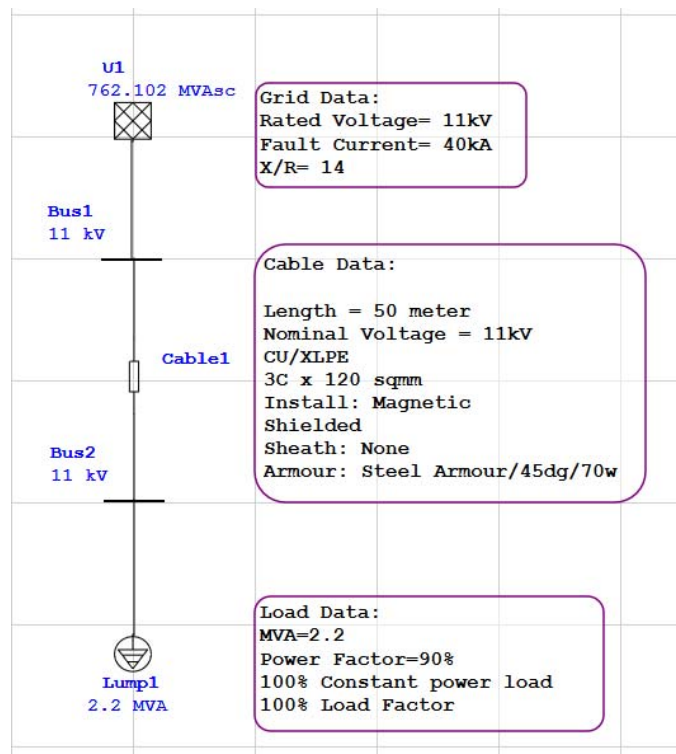 U1
762.102 MVAsc
Grid Data:
Rated Voltage= 11kV
Fault Current= 40kA
X/R= 14
Bus1
11 kV
Cable Data:
Length = 50 meter
Nominal Voltage = 11kV
CU/XLPE
3C x 120 sqmm
Install: Magnetic
Shielded
Sheath: None
Armour: Steel Armour/45dg/70w
Cable1
Bus2
11 kV
Load Data:
MVA=2.2
Power Factor=90%
100% Constant power load
100% Load Factor
Lump1
2.2 MVA